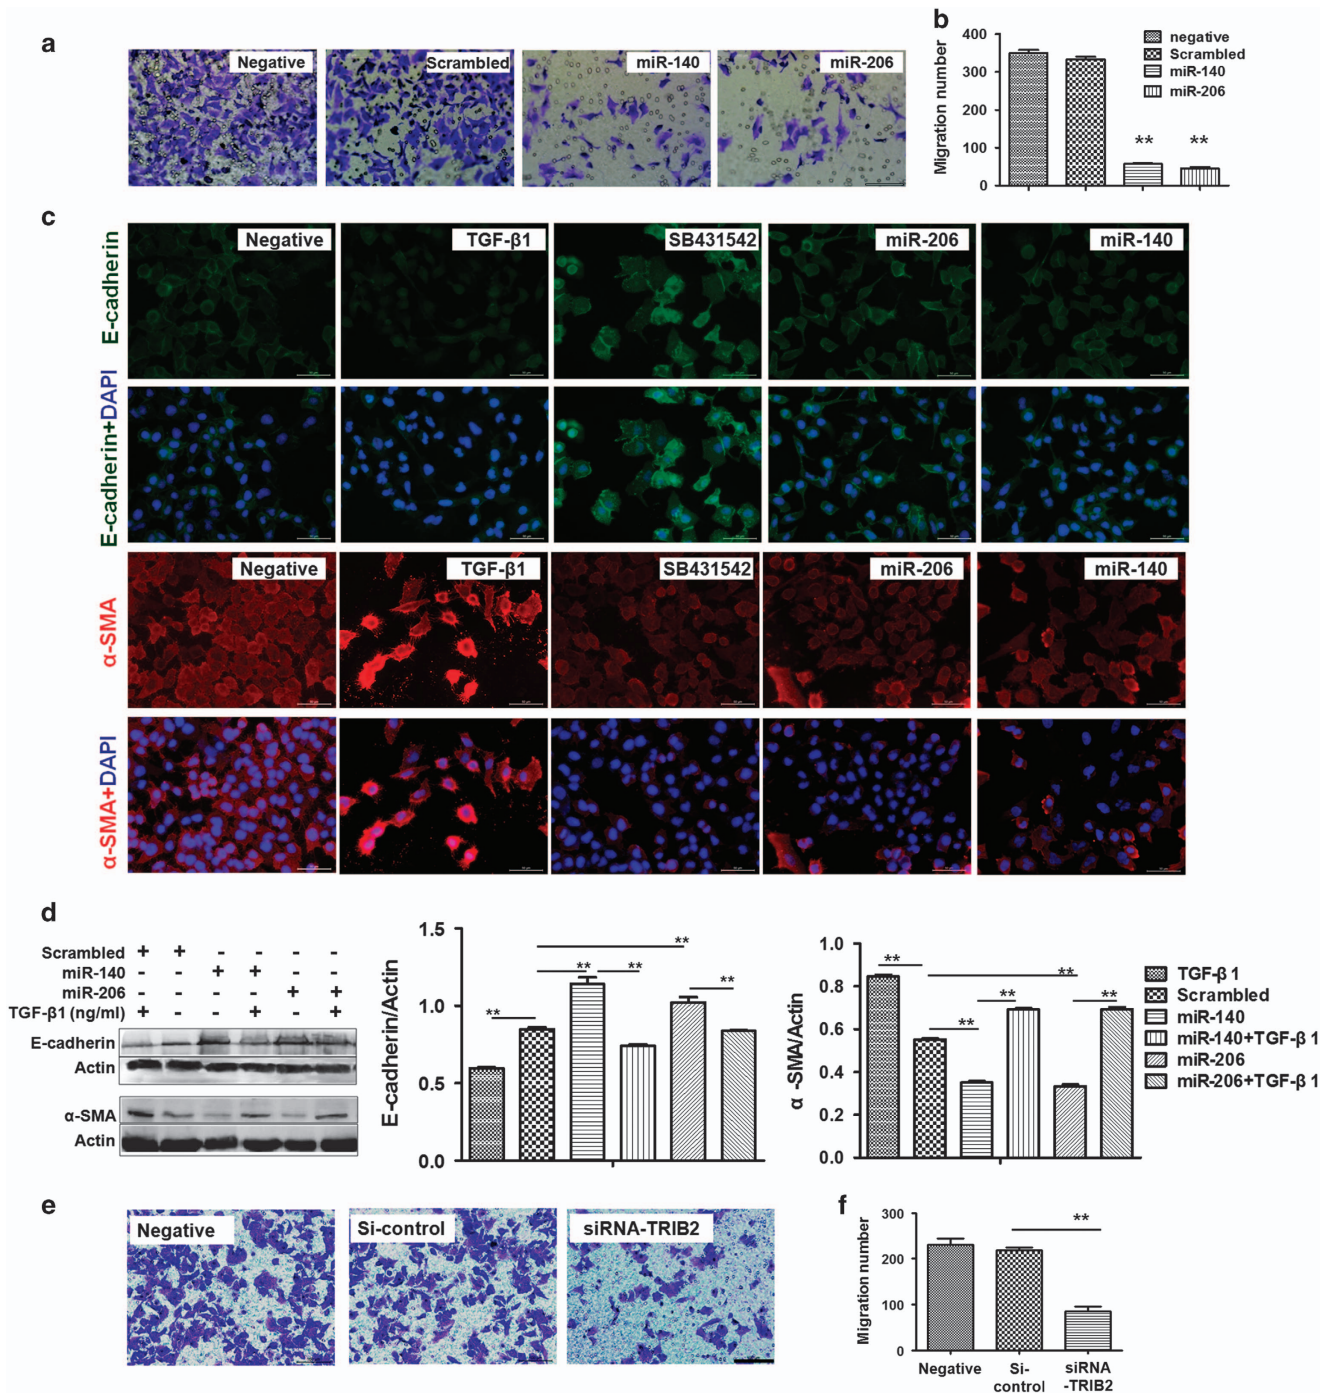 a
Negative
Scrambled
miR-140
miR-206
b
Migration number
400
300
200
100
0
negative
Scrambled
miR-140
miR-206
** **
c
E-cadherin
Negative
TGF-β1
SB431542
miR-206
miR-140
E-cadherin+DAPI
α-SMA
Negative
TGF-β1
SB431542
miR-206
miR-140
α-SMA+DAPI
d
Scrambled + + - - - -
miR-140 - - + + - -
miR-206 - - - - + +
TGF-β1 (ng/ml) + - - + - +
E-cadherin
Actin
α-SMA
Actin
E-cadherin/Actin
1.5
1.0
0.5
0.0
** ** ** ** **
α-SMA/Actin
1.0
0.8
0.6
0.4
0.2
0.0
** ** ** ** **
TGF-β 1
Scrambled
miR-140
miR-140+TGF-β 1
miR-206
miR-206+TGF-β 1
e
Negative
Si-control
siRNA-TRIB2
f
Migration number
300
200
100
0
**
Negative
Si-
control
siRNA
-TRIB2